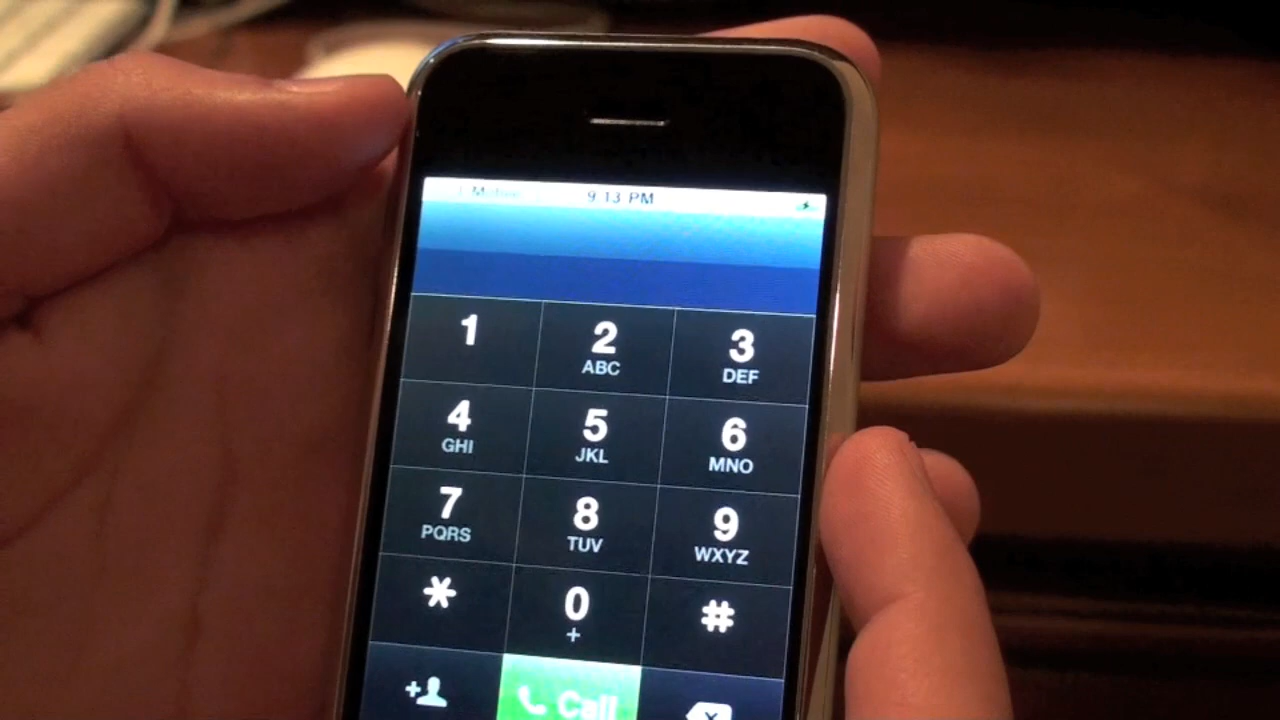 9:13 PM
1 2 3
ABC DEF
4 5 6
GHI JKL MNO
7 8 9
PQRS TUV WXYZ
* 0 #
+
+ Call